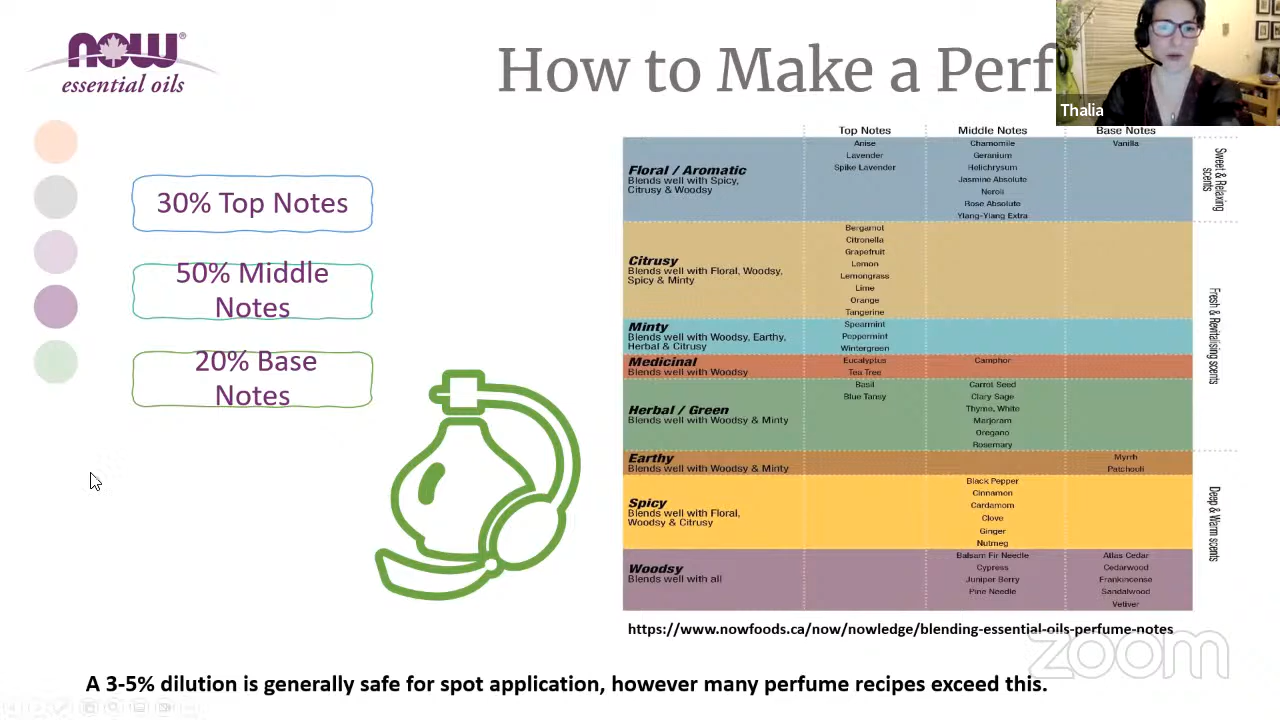 now
essential oils
How to Make a Perf
Thalia
30% Top Notes
50% Middle
Notes
20% Base
Notes
Top Notes
Middle Notes
Base Notes
Floral / Aromatic
Blends well with Spicy,
Citrusy & Woodsy
Anise
Lavender
Spike Lavender
Chamomile
Geranium
Helichrysum
Jasmine Absolute
Neroli
Rose Absolute
Ylang-Ylang Extra
Vanilla
Sweet & Relaxing
scents
Citrusy
Blends well with Floral, Woodsy,
Spicy & Minty
Bergamot
Citronella
Grapefruit
Lemon
Lemongrass
Lime
Orange
Tangerine
Minty
Blends well with Woodsy, Earthy,
Herbal & Citrusy
Spearmint
Peppermint
Wintergreen
Fresh & Revitalising scents
Medicinal
Blends well with Woodsy
Eucalyptus
Tea Tree
Camphor
Herbal / Green
Blends well with Woodsy & Minty
Basil
Blue Tansy
Carrot Seed
Clary Sage
Thyme, White
Marjoram
Oregano
Rosemary
Earthy
Blends well with Woodsy & Minty
Myrrh
Patchouli
Spicy
Blends well with Floral,
Woodsy & Citrusy
Black Pepper
Cinnamon
Cardamom
Clove
Ginger
Nutmeg
Deep & Warm scents
Woodsy
Blends well with all
Balsam Fir Needle
Cypress
Juniper Berry
Pine Needle
Atlas Cedar
Cedarwood
Frankincense
Sandalwood
Vetiver
https://www.nowfoods.ca/now/nowledge/blending-essential-oils-perfume-notes
zoom
A 3-5% dilution is generally safe for spot application, however many perfume recipes exceed this.